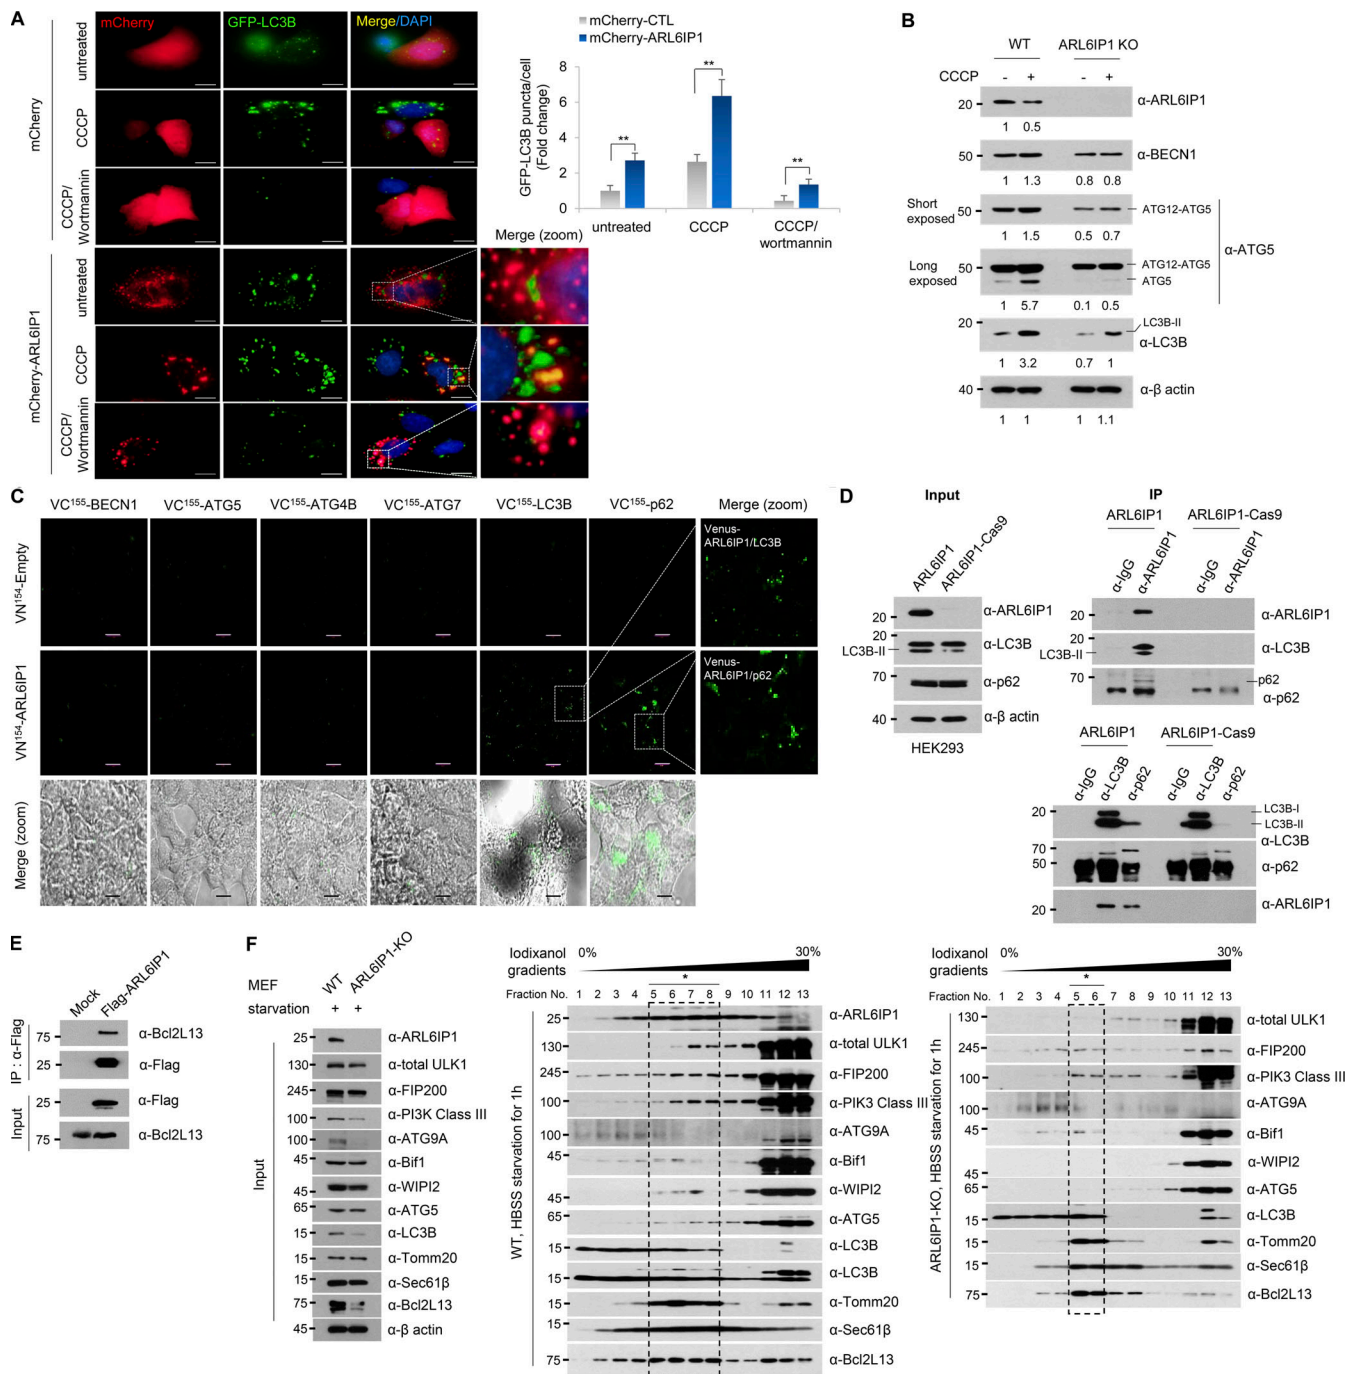 A
mCherry
GFP-LC3B
Merge/DAPI
mCherry
untreated
CCCP
CCCP/
Wortmannin
mCherry-ARL6IP1
untreated
CCCP
CCCP/
Wortmannin
Merge (zoom)
mCherry-CTL
mCherry-ARL6IP1
GFP-LC3B puncta/cell
(Fold change)
8
6
4
2
0
**
**
**
untreated
CCCP
CCCP/
wortmannin
B
WT
ARL6IP1 KO
CCCP - + - +
20 α-ARL6IP1
1 0.5
50 α-BECN1
1 1.3 0.8 0.8
Short
exposed
50 ATG12-ATG5
1 1.5 0.5 0.7
α-ATG5
Long
exposed
50 ATG12-ATG5
ATG5
1 5.7 0.1 0.5
20 LC3B-II
α-LC3B
1 3.2 0.7 1
40 α-β actin
1 1 1 1.1
C
VC155-BECN1 VC155-ATG5 VC155-ATG4B VC155-ATG7 VC155-LC3B VC155-p62 Merge (zoom)
VN154-Empty
Venus-
ARL6IP1/LC3B
VN154-ARL6IP1
Venus-
ARL6IP1/p62
Merge (zoom)
D
Input
ARL6IP1
ARL6IP1-Cas9
20 α-ARL6IP1
20 α-LC3B
LC3B-II
70 α-p62
40 α-β actin
HEK293
IP
ARL6IP1 ARL6IP1-Cas9
α-IgG α-ARL6IP1 α-IgG α-ARL6IP1
20 α-ARL6IP1
20 α-LC3B
LC3B-II
70 p62
α-p62
ARL6IP1 ARL6IP1-Cas9
α-IgG α-LC3B α-p62 α-IgG α-LC3B α-p62
20 LC3B-I
LC3B-II
α-LC3B
70
50 α-p62
20 α-ARL6IP1
E
Mock
Flag-ARL6IP1
IP : α-Flag
75 α-Bcl2L13
25 α-Flag
Input
25 α-Flag
75 α-Bcl2L13
F
MEF WT ARL6IP1-KO
starvation + +
Input
25 α-ARL6IP1
130 α-total ULK1
245 α-FIP200
100 α-PI3K Class III
100 α-ATG9A
45 α-Bif1
45 α-WIPI2
65 α-ATG5
15 α-LC3B
15 α-Tomm20
15 α-Sec61β
75 α-Bcl2L13
45 α-β actin
Iodixanol
gradients
0% 30%
*
Fraction No. 1 2 3 4 5 6 7 8 9 10 11 12 13
WT, HBSS starvation for 1h
25 α-ARL6IP1
130 α-total ULK1
245 α-FIP200
100 α-PIK3 Class III
100 α-ATG9A
45 α-Bif1
45 α-WIPI2
65 α-ATG5
15 α-LC3B
15 α-LC3B
15 α-Tomm20
15 α-Sec61β
75 α-Bcl2L13
Iodixanol
gradients
0% 30%
*
Fraction No. 1 2 3 4 5 6 7 8 9 10 11 12 13
ARL6IP1-KO, HBSS starvation for 1h
130 α-total ULK1
245 α-FIP200
100 α-PIK3 Class III
100 α-ATG9A
45 α-Bif1
45 α-WIPI2
65 α-ATG5
15 α-LC3B
15 α-Tomm20
15 α-Sec61β
75 α-Bcl2L13